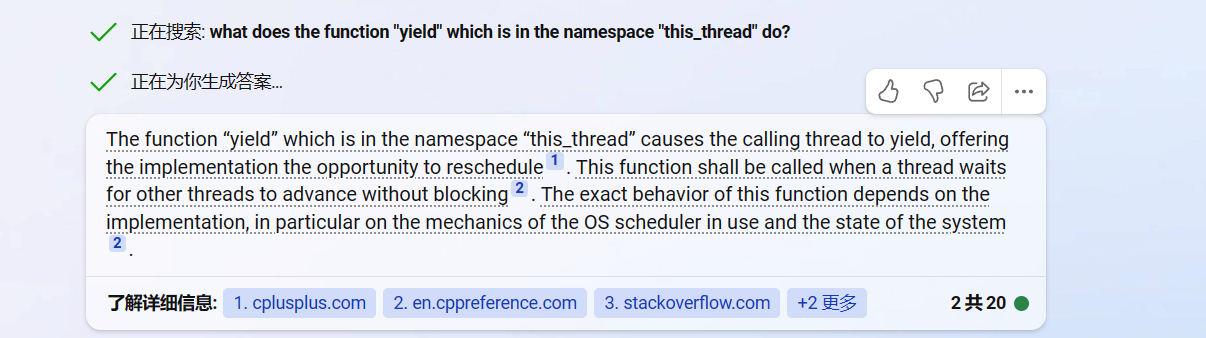 正在搜索: what does the function "yield" which is in the namespace "this_thread" do?
正在为你生成答案...
The function “yield” which is in the namespace “this_thread” causes the calling thread to yield, offering
the implementation the opportunity to reschedule 1 . This function shall be called when a thread waits
for other threads to advance without blocking 2 . The exact behavior of this function depends on the
implementation, in particular on the mechanics of the OS scheduler in use and the state of the system
2 .
了解详细信息: 1. cplusplus.com 2. en.cppreference.com 3. stackoverflow.com +2 更多 2 共 20